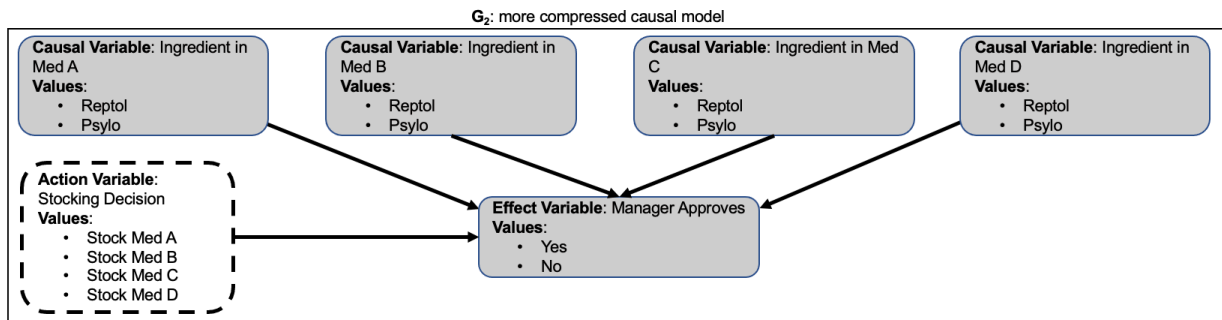 G2: more compressed causal model
Causal Variable: Ingredient in
Med A
Values:
• Reptol
• Psylo
Causal Variable: Ingredient in
Med B
Values:
• Reptol
• Psylo
Causal Variable: Ingredient in Med
C
Values:
• Reptol
• Psylo
Causal Variable: Ingredient in
Med D
Values:
• Reptol
• Psylo
Action Variable:
Stocking Decision
Values:
• Stock Med A
• Stock Med B
• Stock Med C
• Stock Med D
Effect Variable: Manager Approves
Values:
• Yes
• No